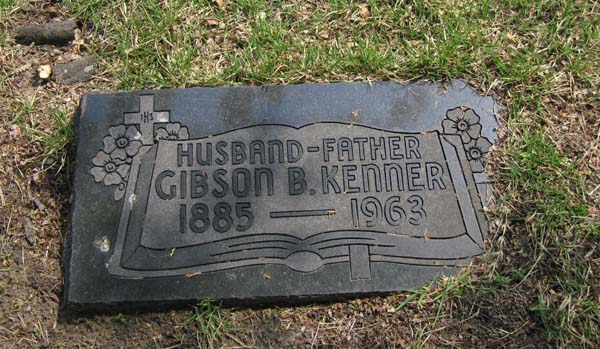 IHS
HUSBAND-FATHER
GIBSON B. KENNER
1885 — 1963